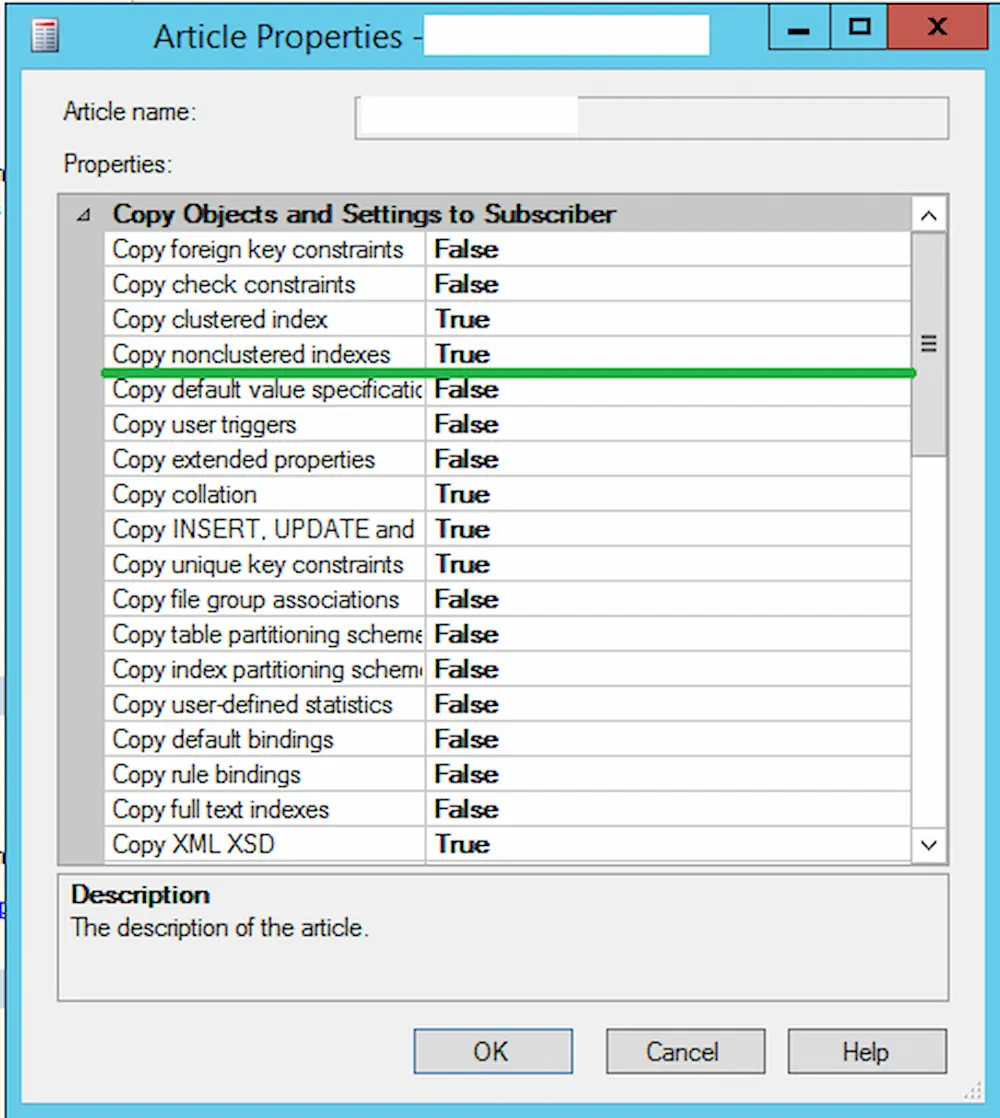 Article Properties -
Article name:
Properties:
Copy Objects and Settings to Subscriber
Copy foreign key constraints False
Copy check constraints False
Copy clustered index True
Copy nonclustered indexes True
Copy default value specificatic False
Copy user triggers False
Copy extended properties False
Copy collation True
Copy INSERT, UPDATE and True
Copy unique key constraints True
Copy file group associations False
Copy table partitioning scheme False
Copy index partitioning schem False
Copy user-defined statistics False
Copy default bindings False
Copy rule bindings False
Copy full text indexes False
Copy XML XSD True
Description
The description of the article.
OK Cancel Help